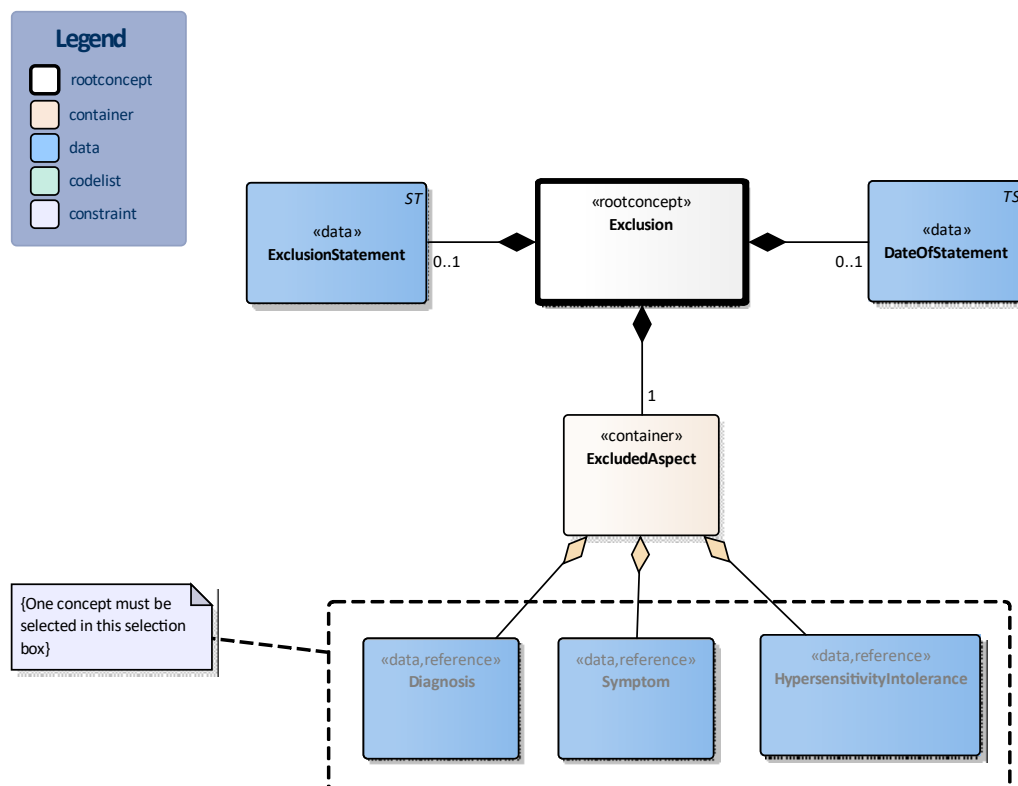 Legend
rootconcept
container
data
codelist
constraint
ST
«data»
ExclusionStatement
0..1
«rootconcept»
Exclusion
TS
«data»
DateOfStatement
0..1
1
«container»
ExcludedAspect
{One concept must be
selected in this selection
box}
«data,reference»
Diagnosis
«data,reference»
Symptom
«data,reference»
HypersensitivityIntolerance